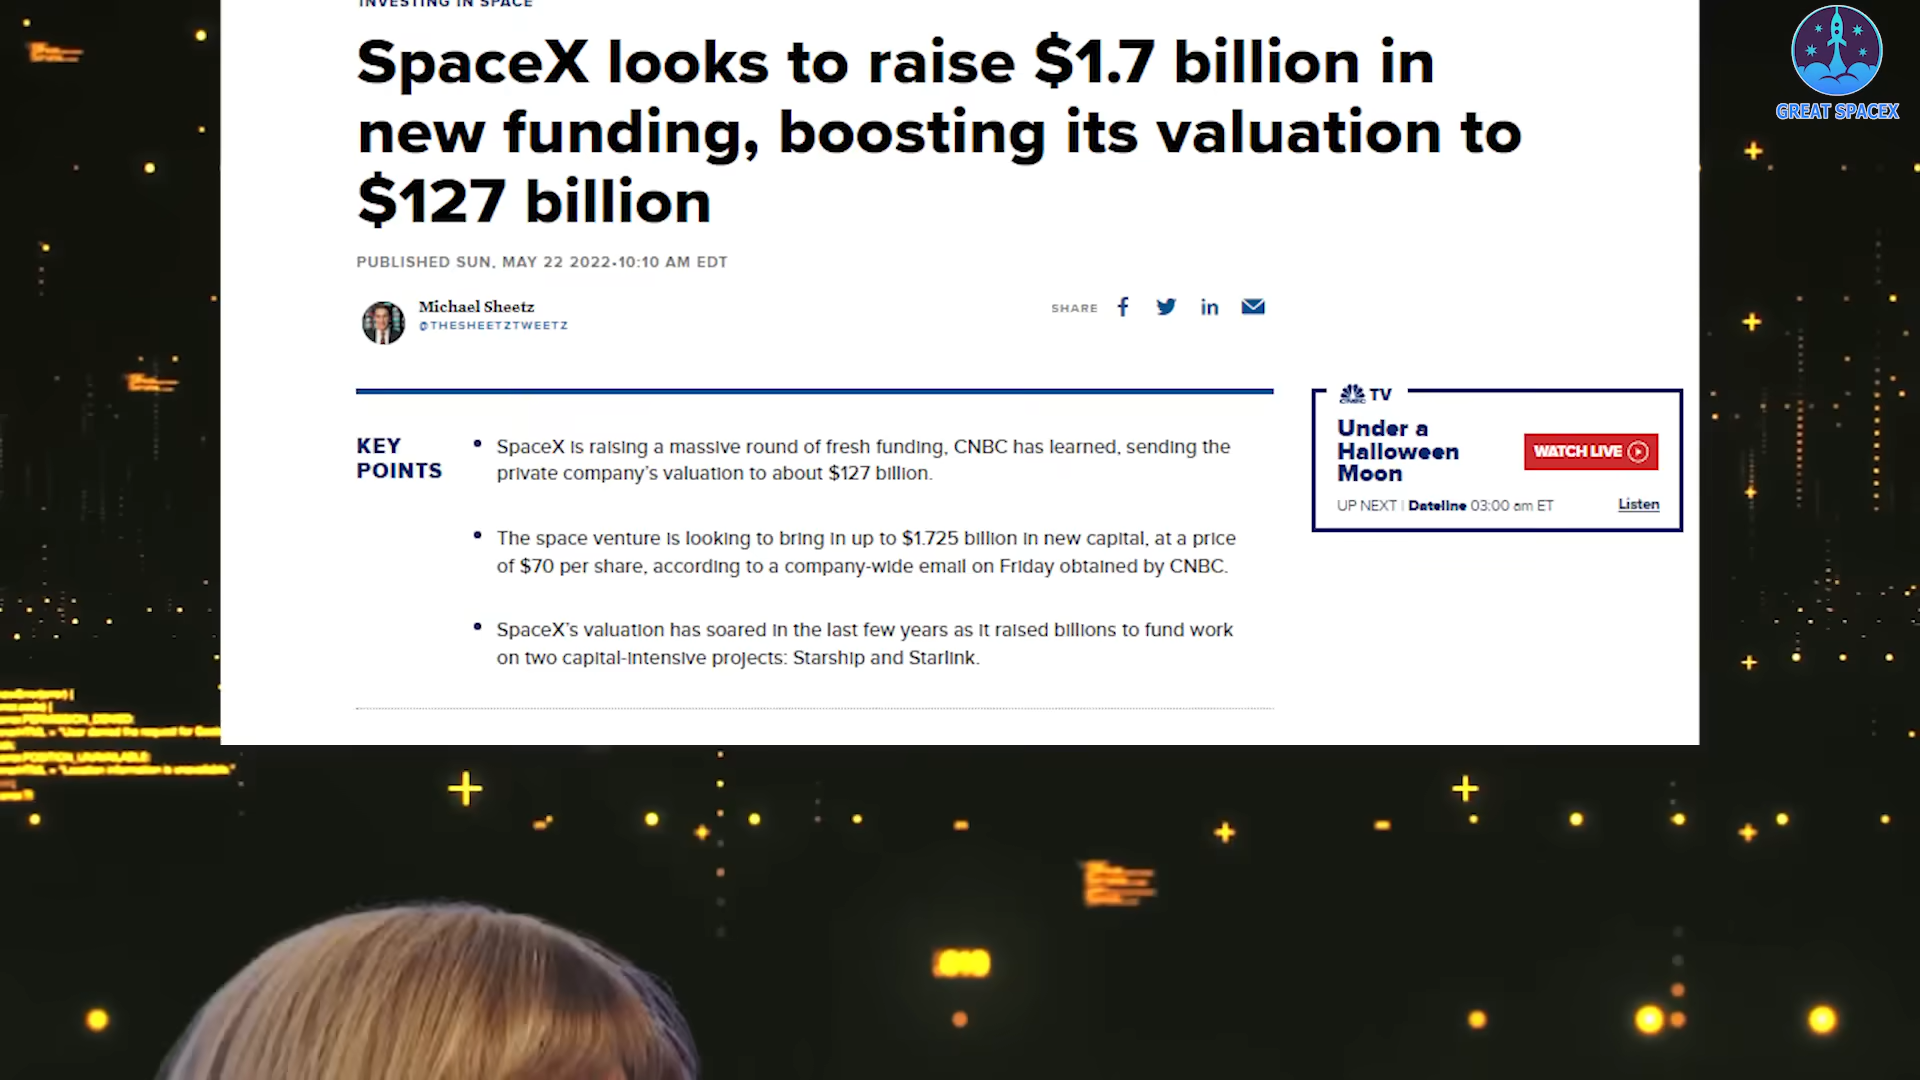 INVESTING IN SPACE
SpaceX looks to raise $1.7 billion in
new funding, boosting its valuation to
$127 billion
PUBLISHED SUN, MAY 22 2022•10:10 AM EDT
Michael Sheetz
@THESHEETZTWEETZ
SHARE
KEY
POINTS
SpaceX is raising a massive round of fresh funding, CNBC has learned, sending the
private company's valuation to about $127 billion.
The space venture is looking to bring in up to $1.725 billion in new capital, at a price
of $70 per share, according to a company-wide email on Friday obtained by CNBC.
SpaceX's valuation has soared in the last few years as it raised billions to fund work
on two capital-intensive projects: Starship and Starlink.
CNBC TV
Under a
Halloween
Moon
WATCH LIVE
UP NEXT | Dateline 03:00 am ET
Listen
GREAT SPACEX